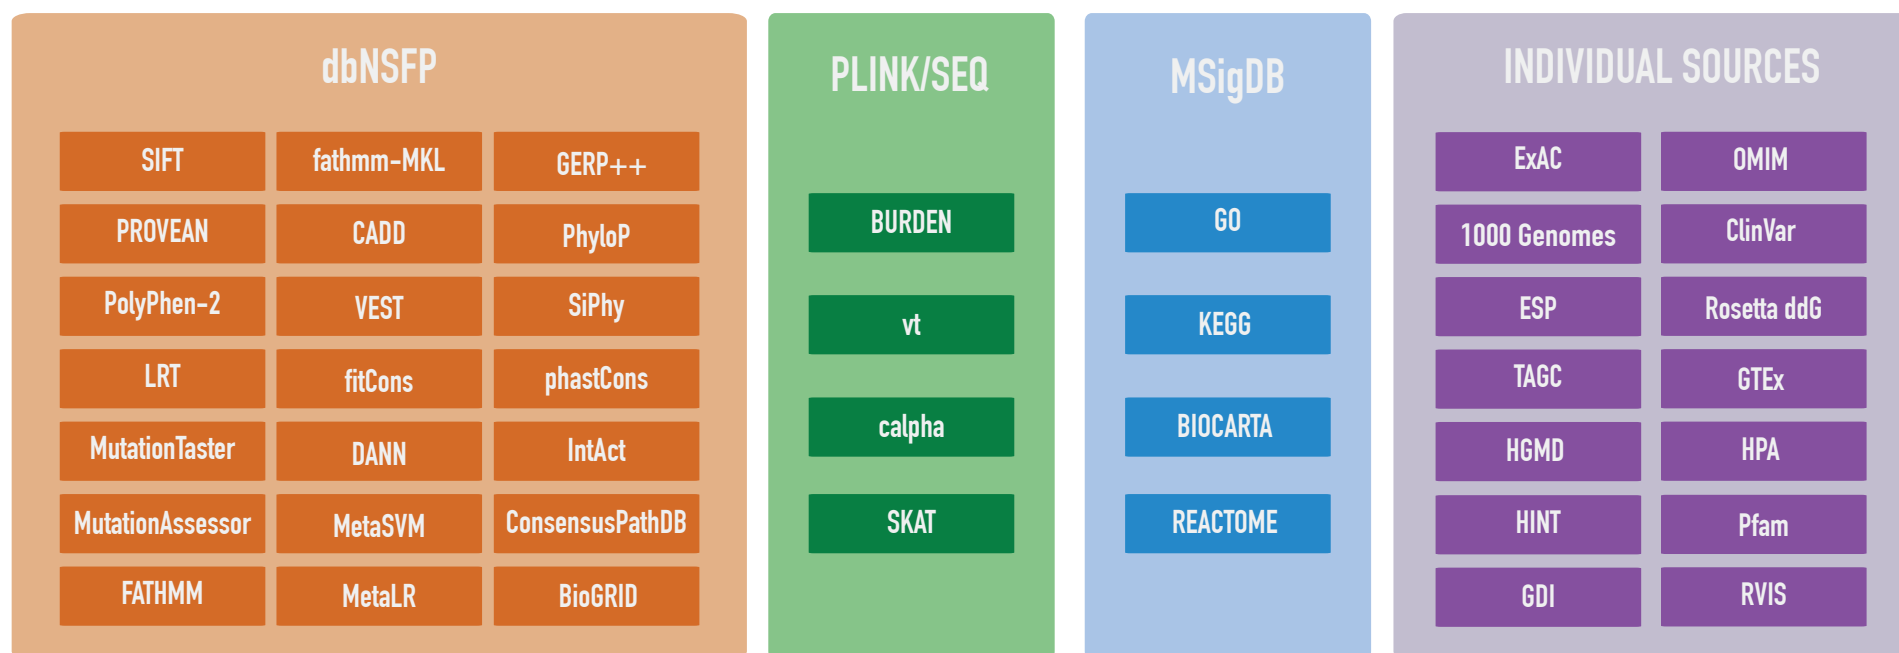 dbNSFP
SIFT
fathmm-MKL
GERP++
PROVEAN
CADD
PhyloP
PolyPhen-2
VEST
SiPhy
LRT
fitCons
phastCons
MutationTaster
DANN
IntAct
MutationAssessor
MetaSVM
ConsensusPathDB
FATHMM
MetaLR
BioGRID
PLINK/SEQ
BURDEN
vt
calpha
SKAT
MSigDB
GO
KEGG
BIOCARTA
REACTOME
INDIVIDUAL SOURCES
ExAC
OMIM
1000 Genomes
ClinVar
ESP
Rosetta ddG
TAGC
GTEx
HGMD
HPA
HINT
Pfam
GDI
RVIS